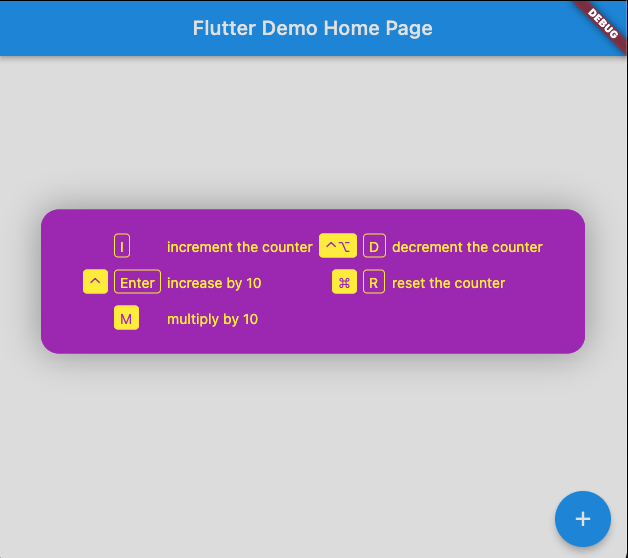 Flutter Demo Home Page
DEBUG
I increment the counter ^⌥ D decrement the counter
^ Enter increase by 10 ⌘ R reset the counter
M multiply by 10
+